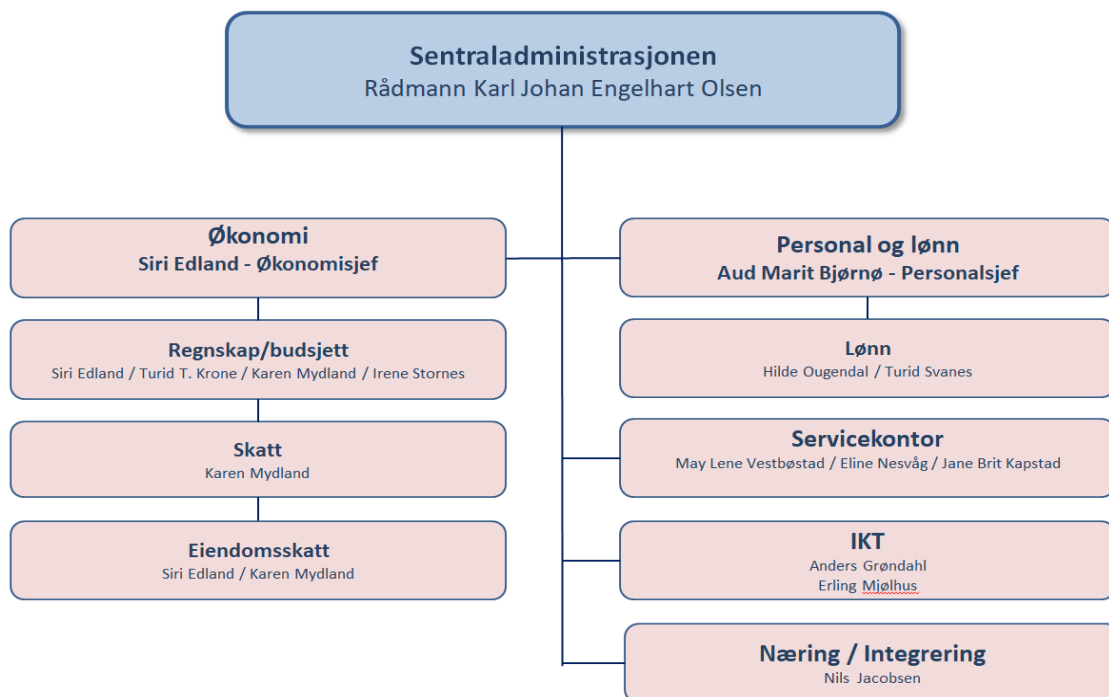 Sentraladministrasjonen
Rådmann Karl Johan Engelhart Olsen
Økonomi
Siri Edland - Økonomisjef
Regnskap/budsjett
Siri Edland / Turid T. Krone / Karen Mydland / Irene Stornes
Skatt
Karen Mydland
Eiendomsskatt
Siri Edland / Karen Mydland
Personal og lønn
Aud Marit Bjørnø - Personalsjef
Lønn
Hilde Ougendal / Turid Svanes
Servicekontor
May Lene Vestbøstad / Eline Nesvåg / Jane Brit Kapstad
IKT
Anders Grøndahl
Erling Mjølhus
Næring / Integrering
Nils Jacobsen